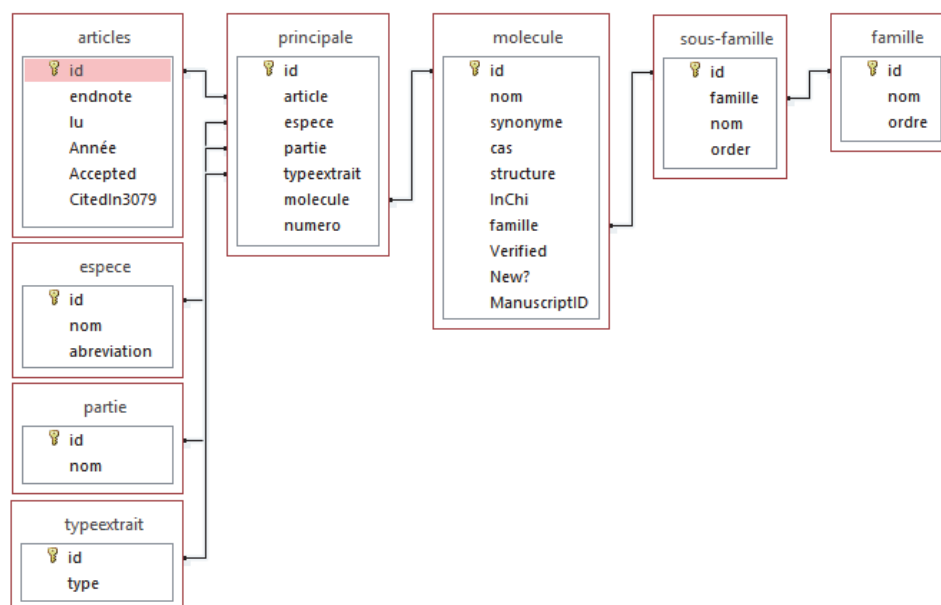 articles
id
endnote
lu
Année
Accepted
CitedIn3079
principale
id
article
espece
partie
typeextrait
molecule
numero
molecule
id
nom
synonyme
cas
structure
InChi
famille
Verified
New?
ManuscriptID
sous-famille
id
famille
nom
order
famille
id
nom
ordre
espece
id
nom
abreviation
partie
id
nom
typeextrait
id
type